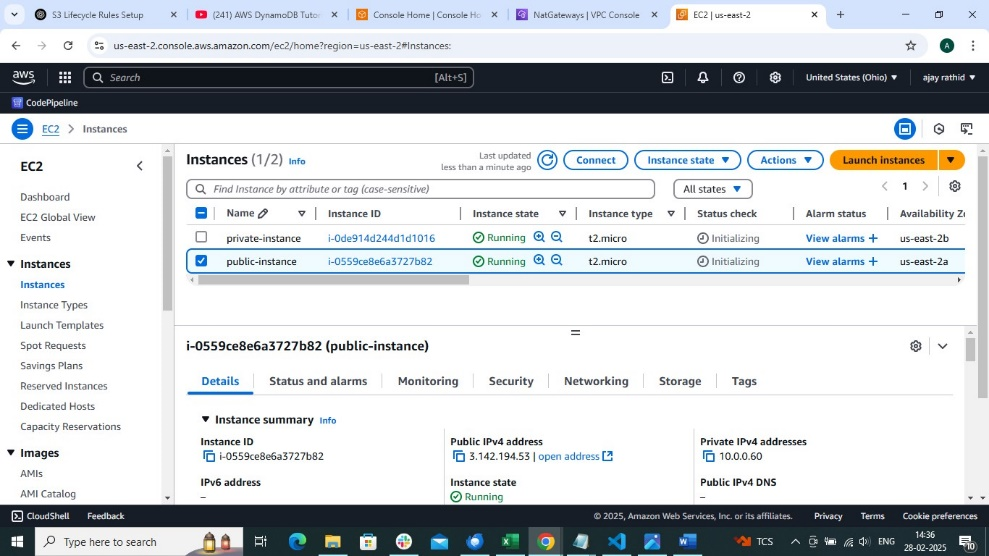 S3 Lifecycle Rules Setup
(241) AWS DynamoDB Tutor
Console Home | Console Ho
NatGateways | VPC Console
EC2 | us-east-2
us-east-2.console.aws.amazon.com/ec2/home?region=us-east-2#Instances:
A
aws
Search
[Alt+S]
United States (Ohio)
ajay rathid
CodePipeline
EC2 > Instances
EC2
Dashboard
EC2 Global View
Events
Instances
Instances
Instance Types
Launch Templates
Spot Requests
Savings Plans
Reserved Instances
Dedicated Hosts
Capacity Reservations
Images
AMIs
AMI Catalog
Instances (1/2) Info
Last updated
less than a minute ago
Connect
Instance state
Actions
Launch instances
Find Instance by attribute or tag (case-sensitive)
All states
1
Name Instance ID Instance state Instance type Status check Alarm status Availability Zo
private-instance i-0de914d244d1d1016 Running t2.micro Initializing View alarms + us-east-2b
public-instance i-0559ce8e6a3727b82 Running t2.micro Initializing View alarms + us-east-2a
i-0559ce8e6a3727b82 (public-instance)
Details Status and alarms Monitoring Security Networking Storage Tags
Instance summary Info
Instance ID
i-0559ce8e6a3727b82
IPv6 address
–
Public IPv4 address
3.142.194.53 | open address
Instance state
Running
Private IPv4 addresses
10.0.0.60
Public IPv4 DNS
–
CloudShell Feedback
© 2025, Amazon Web Services, Inc. or its affiliates. Privacy Terms Cookie preferences
Type here to search
TCS
ENG
14:36
28-02-2025
10